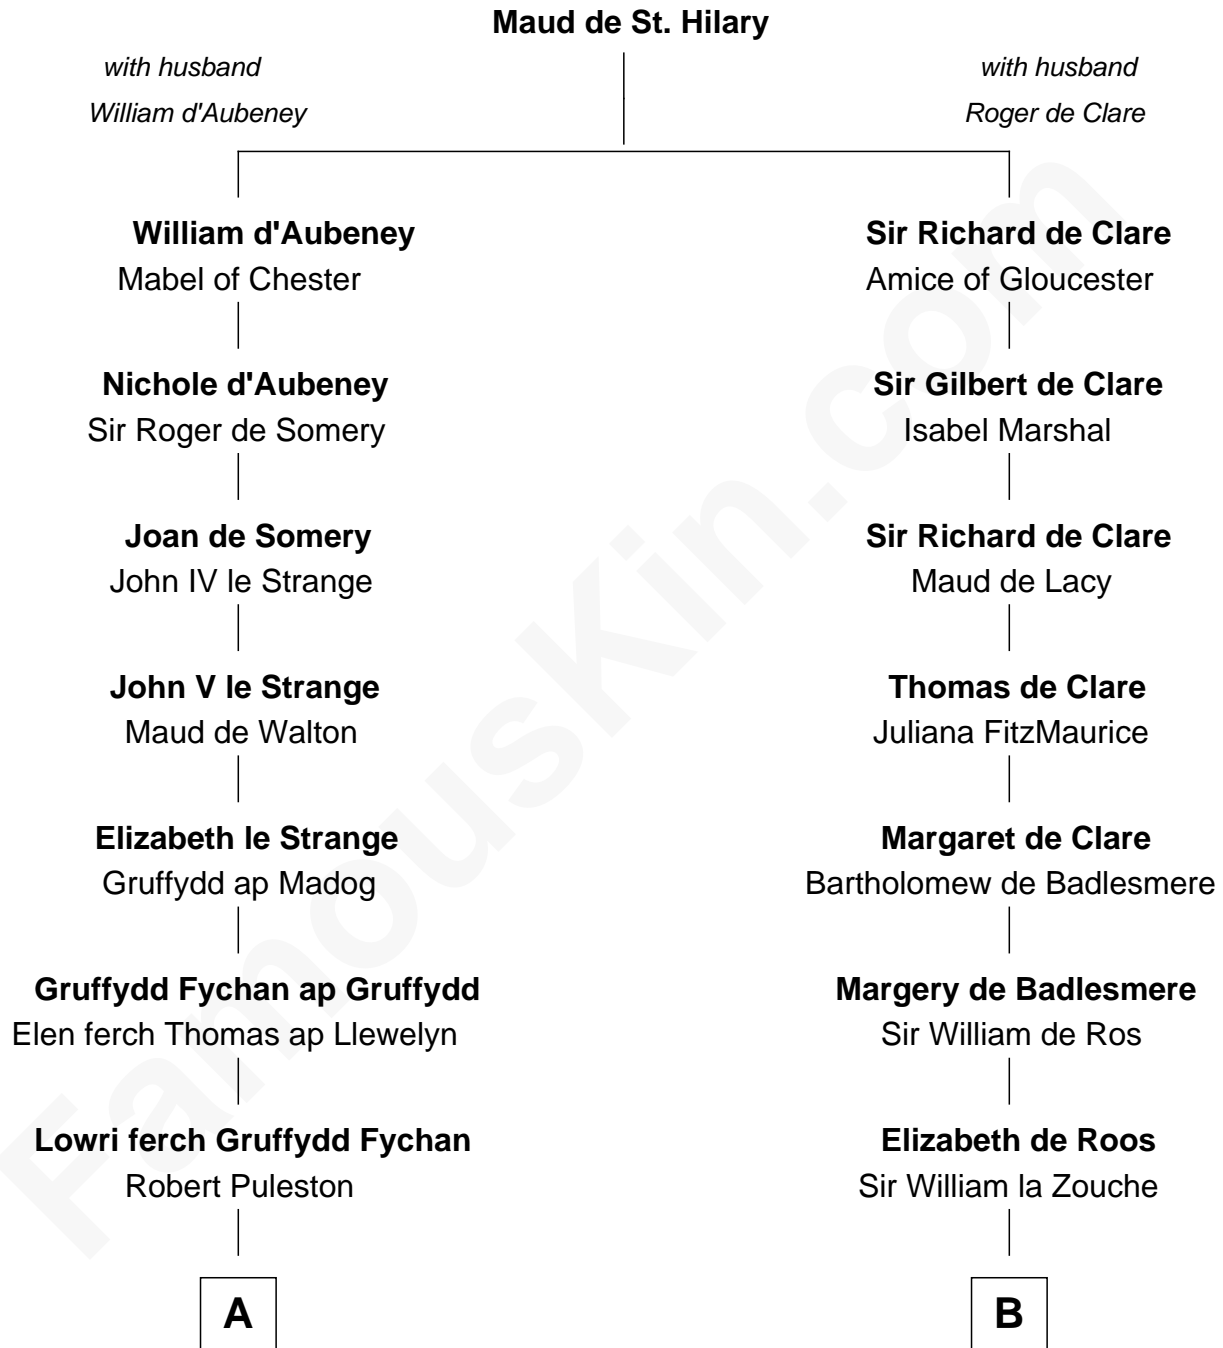 Maud de St. Hilary
with husband
William d'Aubeney
with husband
Roger de Clare
William d'Aubeney
Mabel of Chester
Nichole d'Aubeney
Sir Roger de Somery
Joan de Somery
John IV le Strange
John V le Strange
Maud de Walton
Elizabeth le Strange
Gruffydd ap Madog
Gruffydd Fychan ap Gruffydd
Elen ferch Thomas ap Llewelyn
Lowri ferch Gruffydd Fychan
Robert Puleston
A
Sir Richard de Clare
Amice of Gloucester
Sir Gilbert de Clare
Isabel Marshal
Sir Richard de Clare
Maud de Lacy
Thomas de Clare
Juliana FitzMaurice
Margaret de Clare
Bartholomew de Badlesmere
Margery de Badlesmere
Sir William de Ros
Elizabeth de Roos
Sir William la Zouche
B
FamousKin.com